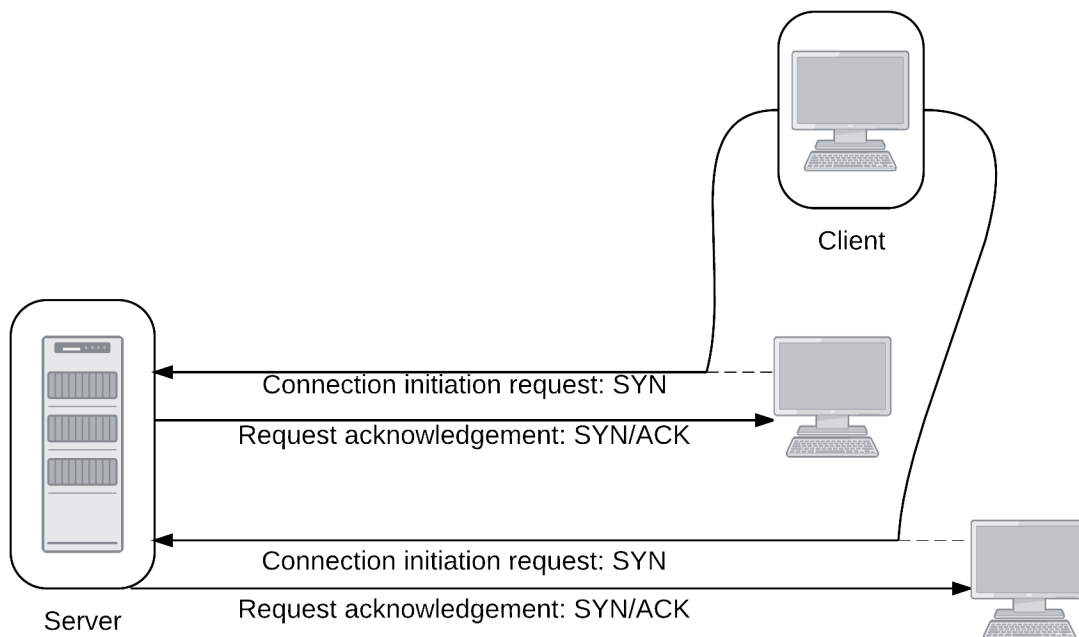 Client
Connection initiation request: SYN
Request acknowledgement: SYN/ACK
Connection initiation request: SYN
Request acknowledgement: SYN/ACK
Server